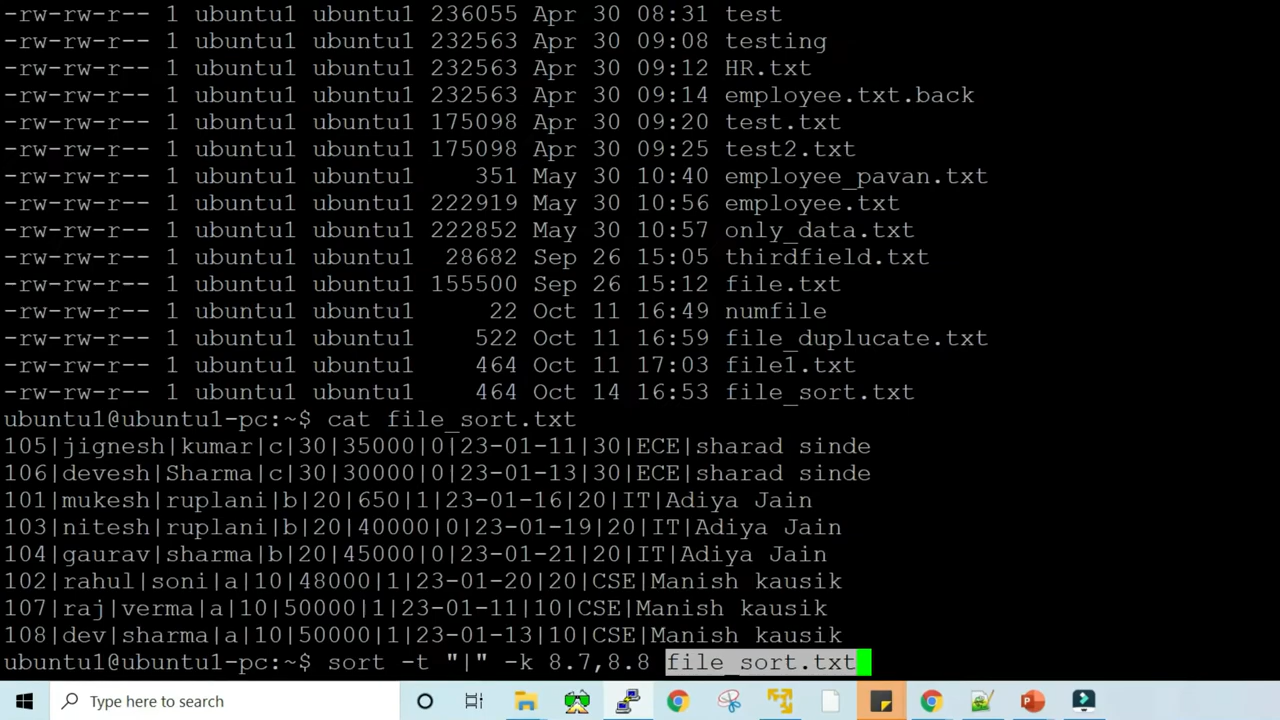 -rw-rw-r-- 1 ubuntu1 ubuntu1 236055 Apr 30 08:31 test
-rw-rw-r-- 1 ubuntu1 ubuntu1 232563 Apr 30 09:08 testing
-rw-rw-r-- 1 ubuntu1 ubuntu1 232563 Apr 30 09:12 HR.txt
-rw-rw-r-- 1 ubuntu1 ubuntu1 232563 Apr 30 09:14 employee.txt.back
-rw-rw-r-- 1 ubuntu1 ubuntu1 175098 Apr 30 09:20 test.txt
-rw-rw-r-- 1 ubuntu1 ubuntu1 175098 Apr 30 09:25 test2.txt
-rw-rw-r-- 1 ubuntu1 ubuntu1    351 May 30 10:40 employee_pavan.txt
-rw-rw-r-- 1 ubuntu1 ubuntu1 222919 May 30 10:56 employee.txt
-rw-rw-r-- 1 ubuntu1 ubuntu1 222852 May 30 10:57 only_data.txt
-rw-rw-r-- 1 ubuntu1 ubuntu1  28682 Sep 26 15:05 thirdfield.txt
-rw-rw-r-- 1 ubuntu1 ubuntu1 155500 Sep 26 15:12 file.txt
-rw-rw-r-- 1 ubuntu1 ubuntu1     22 Oct 11 16:49 numfile
-rw-rw-r-- 1 ubuntu1 ubuntu1    522 Oct 11 16:59 file_duplucate.txt
-rw-rw-r-- 1 ubuntu1 ubuntu1    464 Oct 11 17:03 file1.txt
-rw-rw-r-- 1 ubuntu1 ubuntu1    464 Oct 14 16:53 file_sort.txt
ubuntu1@ubuntu1-pc:~$ cat file_sort.txt
105|jignesh|kumar|c|30|35000|0|23-01-11|30|ECE|sharad sinde
106|devesh|Sharma|c|30|30000|0|23-01-13|30|ECE|sharad sinde
101|mukesh|ruplani|b|20|650|1|23-01-16|20|IT|Adiya Jain
103|nitesh|ruplani|b|20|40000|0|23-01-19|20|IT|Adiya Jain
104|gaurav|sharma|b|20|45000|0|23-01-21|20|IT|Adiya Jain
102|rahul|soni|a|10|48000|1|23-01-20|20|CSE|Manish kausik
107|raj|verma|a|10|50000|1|23-01-11|10|CSE|Manish kausik
108|dev|sharma|a|10|50000|1|23-01-13|10|CSE|Manish kausik
ubuntu1@ubuntu1-pc:~$ sort -t "|" -k 8.7,8.8 file_sort.txt
Type here to search